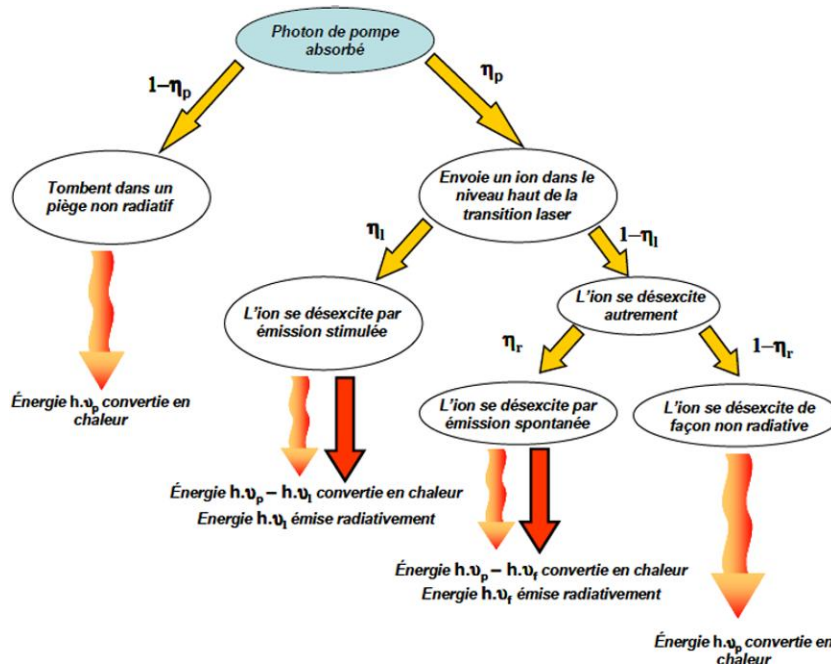 Photon de pompe
absorbé
1–ηp
ηp
Tombent dans un
piège non radiatif
Envoie un ion dans le
niveau haut de la
transition laser
ηl
1–ηl
L'ion se désexcite par
émission stimulée
L'ion se désexcite
autrement
ηr
1–ηr
Énergie h.υp convertie en
chaleur
L'ion se désexcite par
émission spontanée
L'ion se désexcite de
façon non radiative
Énergie h.υp – h.υl convertie en chaleur
Energie h.υl émise radiativement
Énergie h.υp – h.υf convertie en chaleur
Energie h.υf émise radiativement
Énergie h.υp convertie en
chaleur